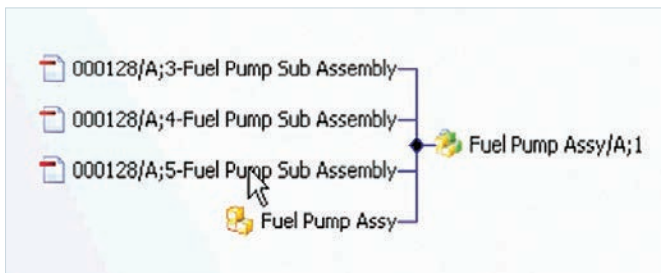 000128/A;3-Fuel Pump Sub Assembly
000128/A;4-Fuel Pump Sub Assembly
Fuel Pump Assy/A;1
000128/A;5-Fuel Pump Sub Assembly
Fuel Pump Assy